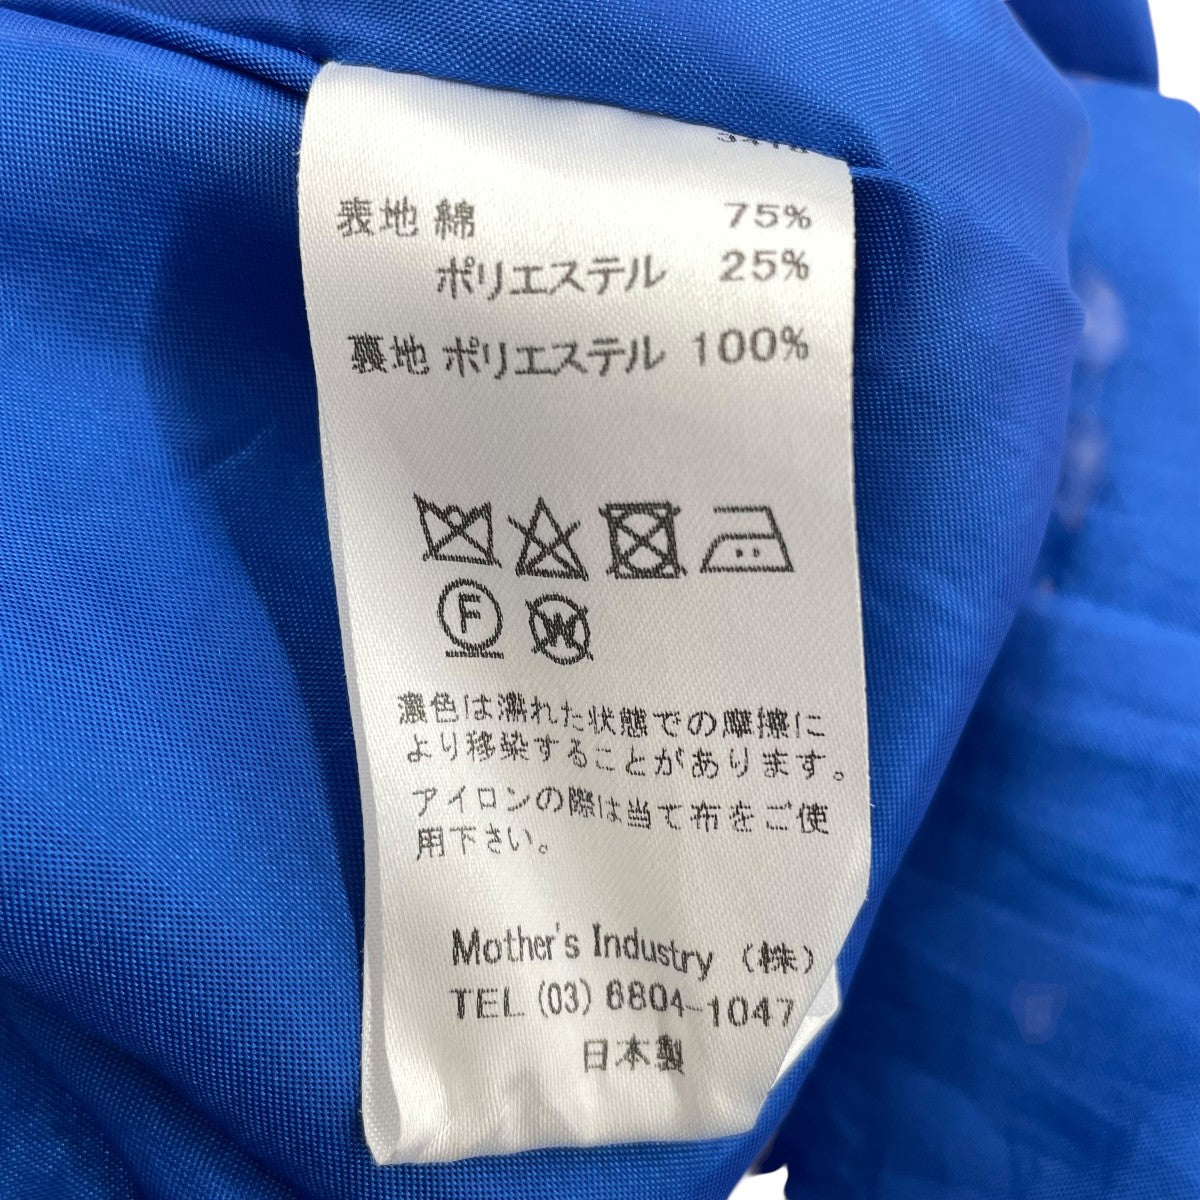 表地 綿 75%
ポリエステル 25%
裏地 ポリエステル 100%
F W
濃色は濡れた状態での摩擦に
より移染することがあります。
アイロンの際は当て布をご使
用下さい。
Mother's Industry (株)
TEL (03) 6804-1047
日本製